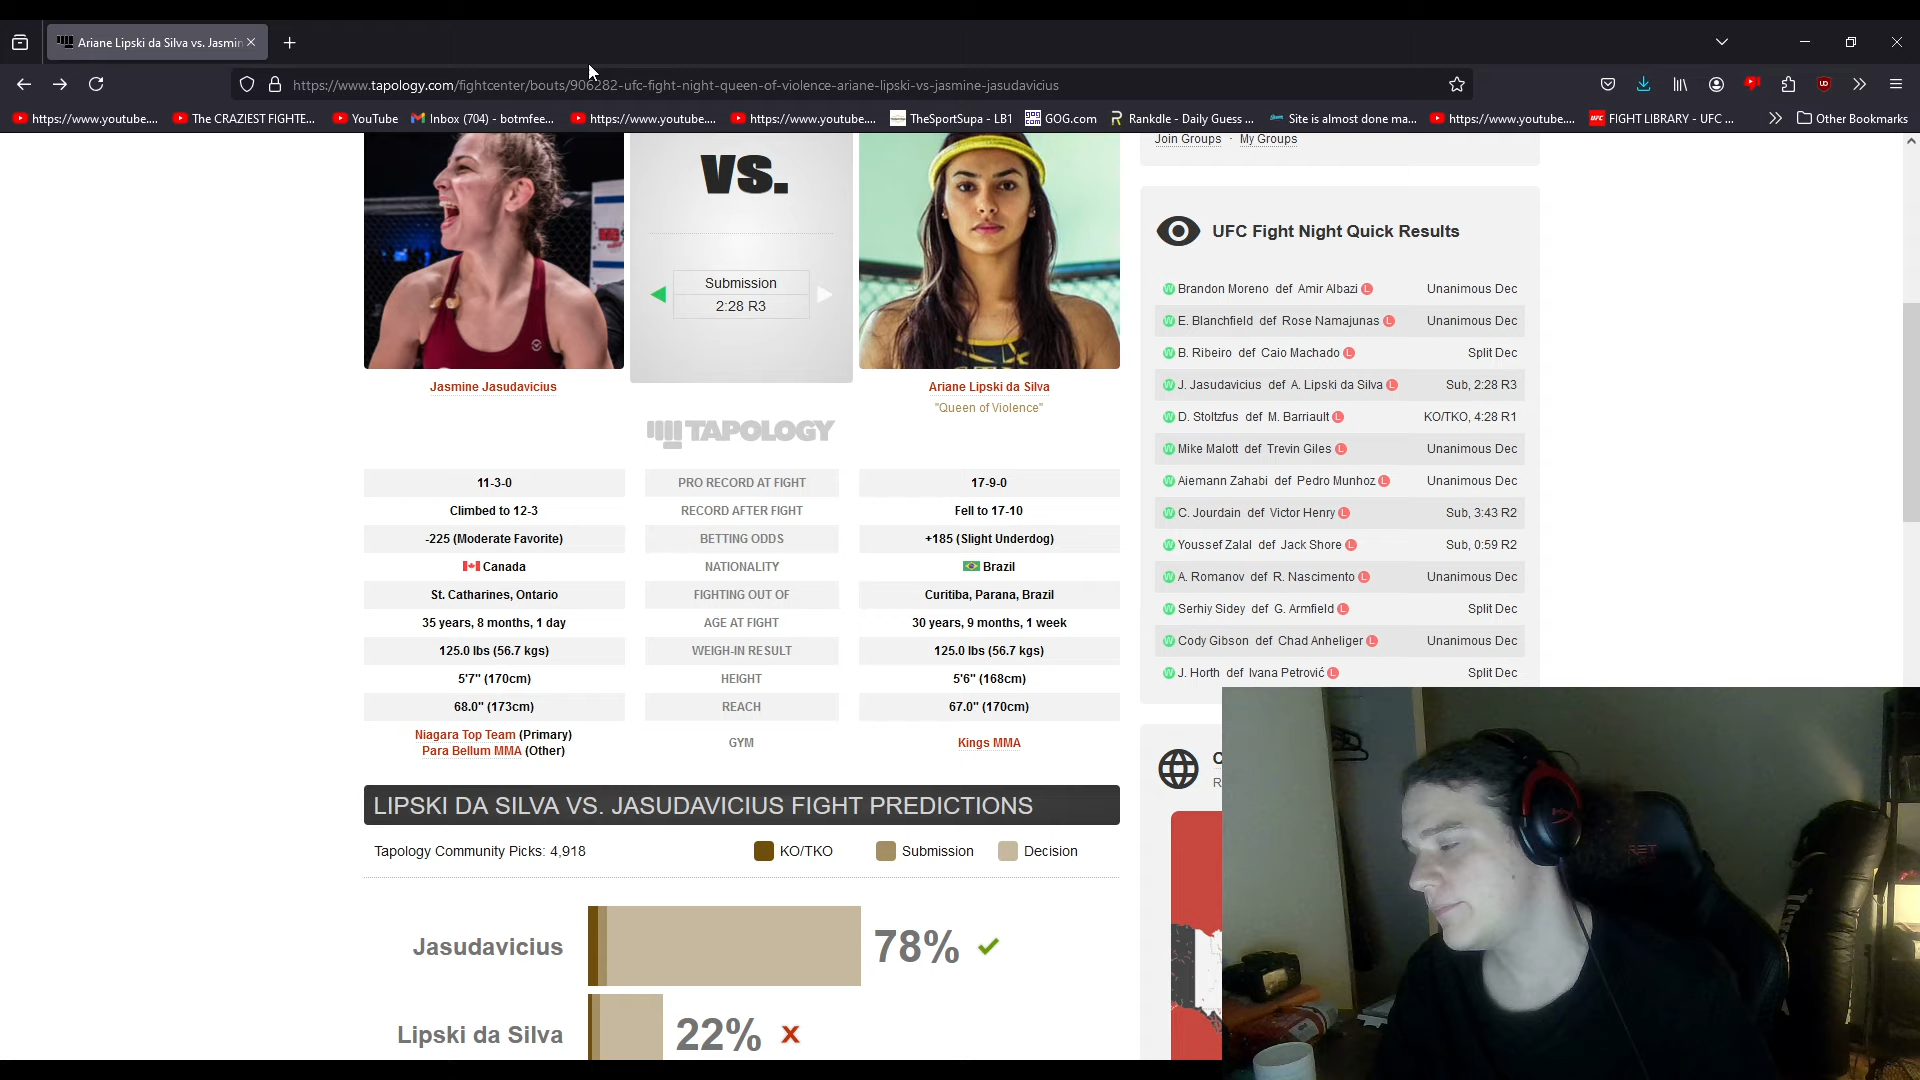 Ariane Lipski da Silva vs. Jasmin
https://www.tapology.com/fightcenter/bouts/906282-ufc-fight-night-queen-of-violence-ariane-lipski-vs-jasmine-jasudavicius
https://www.youtube.... The CRAZIEST FIGHTE... YouTube Inbox (704) - botmfee... https://www.youtube.... https://www.youtube.... TheSportSupa - LB1 GOG.com Rankdle - Daily Guess ... Site is almost done ma... https://www.youtube.... FIGHT LIBRARY - UFC ... Other Bookmarks
Join Groups · My Groups
VS.
Submission
2:28 R3
Jasmine Jasudavicius
Ariane Lipski da Silva
"Queen of Violence"
TAPOLOGY
11-3-0 PRO RECORD AT FIGHT 17-9-0
Climbed to 12-3 RECORD AFTER FIGHT Fell to 17-10
-225 (Moderate Favorite) BETTING ODDS +185 (Slight Underdog)
Canada NATIONALITY Brazil
St. Catharines, Ontario FIGHTING OUT OF Curitiba, Parana, Brazil
35 years, 8 months, 1 day AGE AT FIGHT 30 years, 9 months, 1 week
125.0 lbs (56.7 kgs) WEIGH-IN RESULT 125.0 lbs (56.7 kgs)
5'7" (170cm) HEIGHT 5'6" (168cm)
68.0" (173cm) REACH 67.0" (170cm)
Niagara Top Team (Primary)
Para Bellum MMA (Other)
GYM
Kings MMA
LIPSKI DA SILVA VS. JASUDAVICIUS FIGHT PREDICTIONS
Tapology Community Picks: 4,918 KO/TKO Submission Decision
Jasudavicius 78%
Lipski da Silva 22% X
UFC Fight Night Quick Results
W Brandon Moreno def Amir Albazi L Unanimous Dec
W E. Blanchfield def Rose Namajunas L Unanimous Dec
W B. Ribeiro def Caio Machado L Split Dec
W J. Jasudavicius def A. Lipski da Silva L Sub, 2:28 R3
W D. Stoltzfus def M. Barriault L KO/TKO, 4:28 R1
W Mike Malott def Trevin Giles L Unanimous Dec
W Aiemann Zahabi def Pedro Munhoz L Unanimous Dec
W C. Jourdain def Victor Henry L Sub, 3:43 R2
W Youssef Zalal def Jack Shore L Sub, 0:59 R2
W A. Romanov def R. Nascimento L Unanimous Dec
W Serhiy Sidey def G. Armfield L Split Dec
W Cody Gibson def Chad Anheliger L Unanimous Dec
W J. Horth def Ivana Petrović L Split Dec